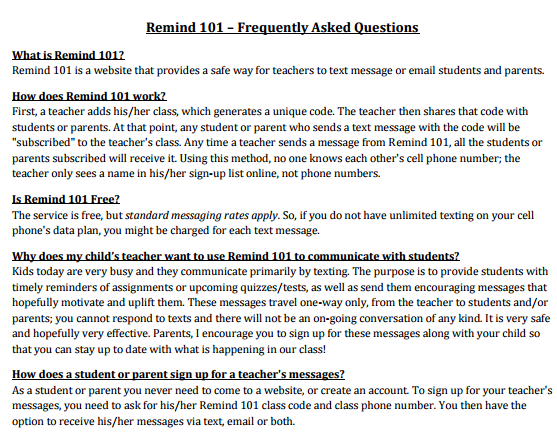 Remind 101 – Frequently Asked Questions
What is Remind 101?
Remind 101 is a website that provides a safe way for teachers to text message or email students and parents.
How does Remind 101 work?
First, a teacher adds his/her class, which generates a unique code. The teacher then shares that code with
students or parents. At that point, any student or parent who sends a text message with the code will be
"subscribed" to the teacher's class. Any time a teacher sends a message from Remind 101, all the students or
parents subscribed will receive it. Using this method, no one knows each other's cell phone number; the
teacher only sees a name in his/her sign-up list online, not phone numbers.
Is Remind 101 Free?
The service is free, but standard messaging rates apply. So, if you do not have unlimited texting on your cell
phone's data plan, you might be charged for each text message.
Why does my child's teacher want to use Remind 101 to communicate with students?
Kids today are very busy and they communicate primarily by texting. The purpose is to provide students with
timely reminders of assignments or upcoming quizzes/tests, as well as send them encouraging messages that
hopefully motivate and uplift them. These messages travel one-way only, from the teacher to students and/or
parents; you cannot respond to texts and there will not be an on-going conversation of any kind. It is very safe
and hopefully very effective. Parents, I encourage you to sign up for these messages along with your child so
that you can stay up to date with what is happening in our class!
How does a student or parent sign up for a teacher's messages?
As a student or parent you never need to come to a website, or create an account. To sign up for your teacher's
messages, you need to ask for his/her Remind 101 class code and class phone number. You then have the
option to receive his/her messages via text, email or both.